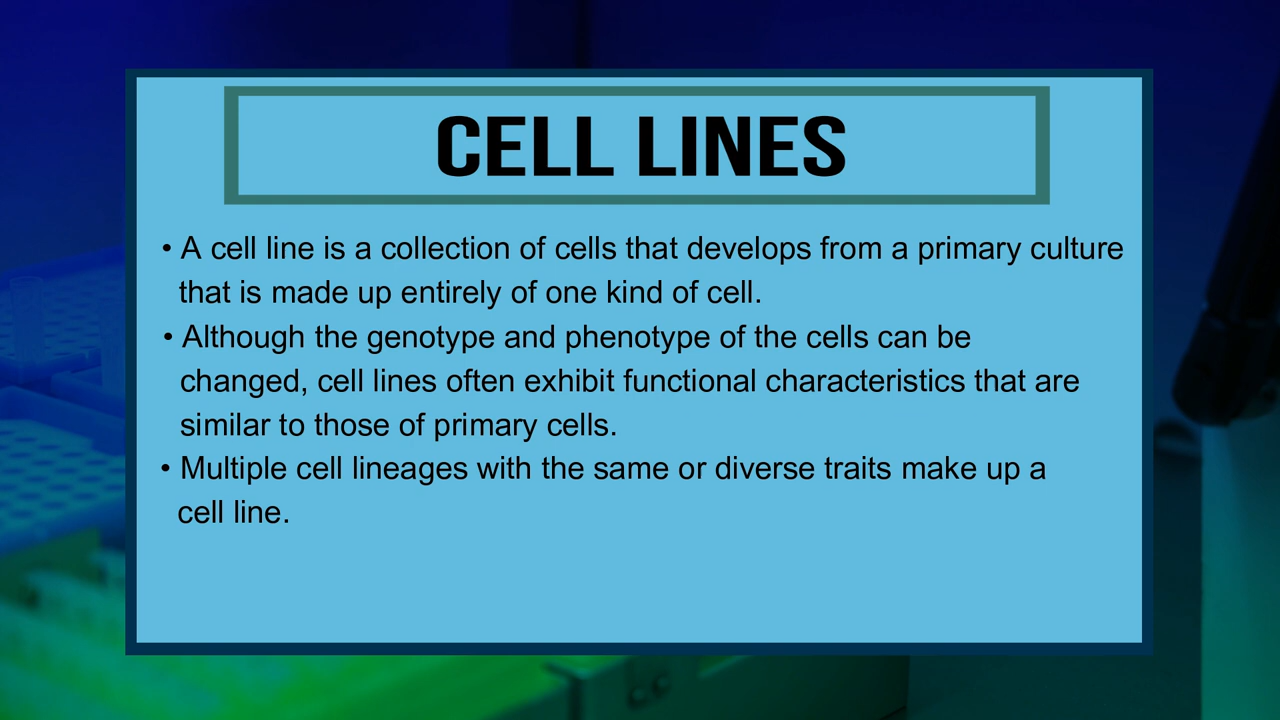 CELL LINES
• A cell line is a collection of cells that develops from a primary culture
that is made up entirely of one kind of cell.
• Although the genotype and phenotype of the cells can be
changed, cell lines often exhibit functional characteristics that are
similar to those of primary cells.
• Multiple cell lineages with the same or diverse traits make up a
cell line.